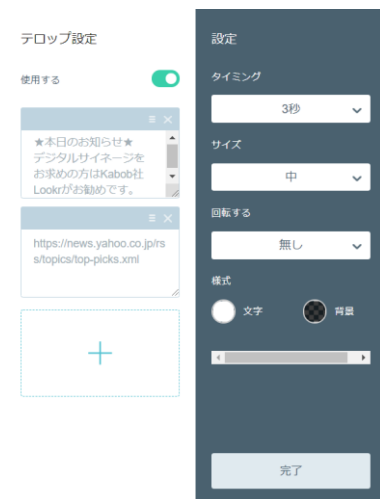 テロップ設定
使用する
★本日のお知らせ★
デジタルサイネージを
お求めの方はKabob社
Lookrがお勧めです。
https://news.yahoo.co.jp/rs
s/topics/top-picks.xml
設定
タイミング
3秒
サイズ
中
回転する
無し
様式
文字
背景
完了